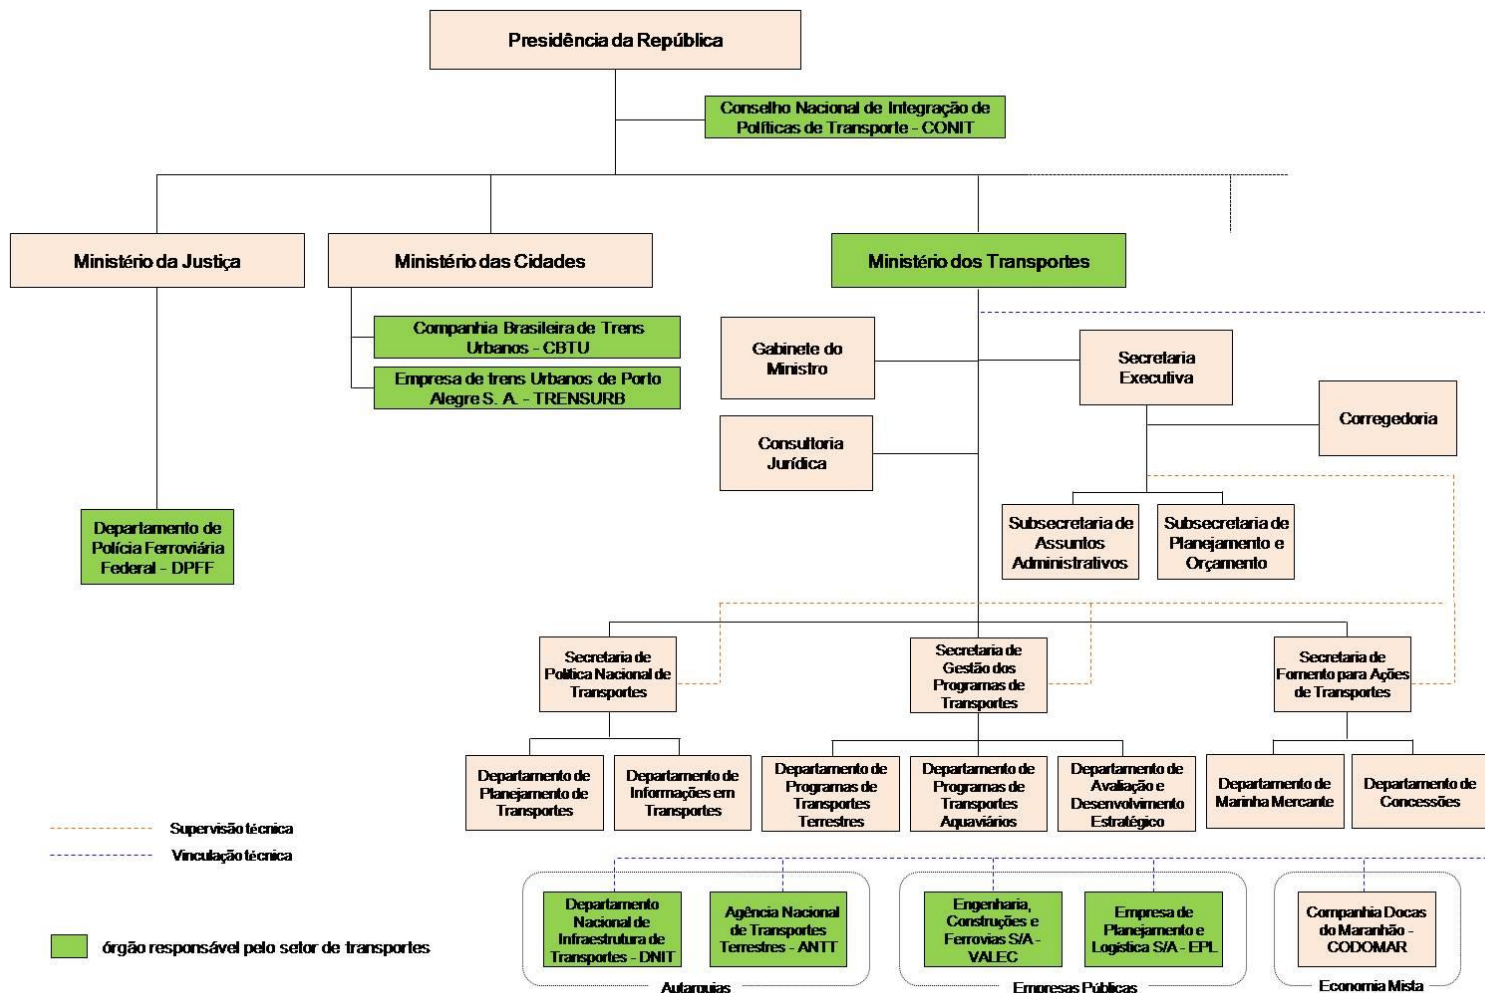 Presidência da República
Conselho Nacional de Integração de
Políticas de Transporte - CONIT
Ministério da Justiça
Ministério das Cidades
Ministério dos Transportes
Companhia Brasileira de Trens
Urbanos - CBTU
Empresa de trens Urbanos de Porto
Alegre S. A. - TRENSURB
Gabinete do
Ministro
Secretaria
Executiva
Corregedoria
Consultoria
Jurídica
Departamento de
Polícia Ferroviária
Federal - DPFF
Subsecretaria de
Assuntos
Administrativos
Subsecretaria de
Planejamento e
Orçamento
Secretaria de
Política Nacional de
Transportes
Secretaria de
Gestão dos
Programas de
Transportes
Secretaria de
Fomento para Ações
de Transportes
Departamento de
Planejamento de
Transportes
Departamento de
Informações em
Transportes
Departamento de
Programas de
Transportes
Terrestres
Departamento de
Programas de
Transportes
Aquaviários
Departamento de
Avaliação e
Desenvolvimento
Estratégico
Departamento de
Marinha Mercante
Departamento de
Concessões
Supervisão técnica
Vinculação técnica
órgão responsável pelo setor de transportes
Departamento
Nacional de
Infraestrutura de
Transportes - DNIT
Agência Nacional
de Transportes
Terrestres - ANTT
Autarquias
Engenharia,
Construções e
Ferrovias S/A -
VALEC
Empresa de
Planejamento e
Logística S/A - EPL
Empresas Públicas
Companhia Docas
do Maranhão -
CODOMAR
Economia Mista